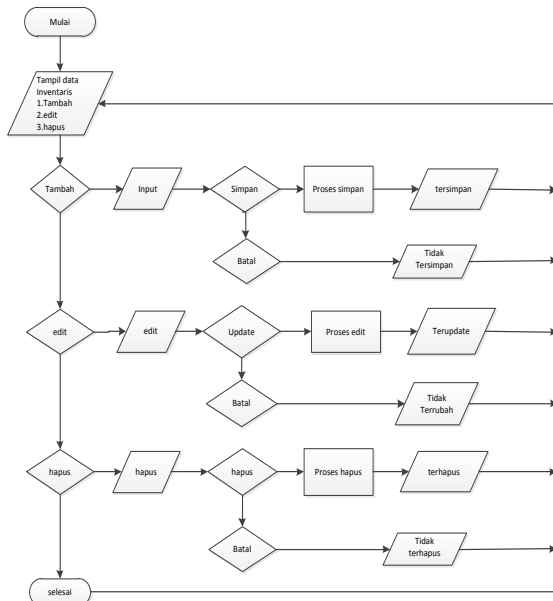 Mulai
Tampil data
Inventaris
1.Tambah
2.edit
3.hapus
Tambah
Input
Simpan
Proses simpan
tersimpan
Batal
Tidak
Tersimpan
edit
edit
Update
Proses edit
Terupdate
Batal
Tidak
Terrubah
hapus
hapus
hapus
Proses hapus
terhapus
Batal
Tidak
terhapus
selesai